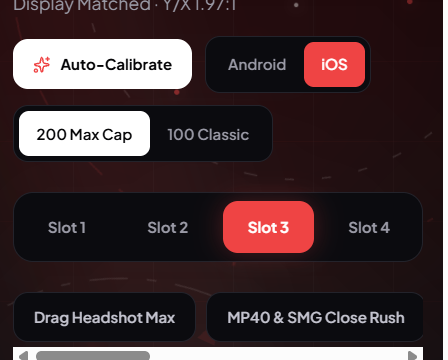 Display Matched · Y/X 1.97:1
Auto-Calibrate
Android iOS
200 Max Cap 100 Classic
Slot 1 Slot 2 Slot 3 Slot 4
Drag Headshot Max MP40 & SMG Close Rush